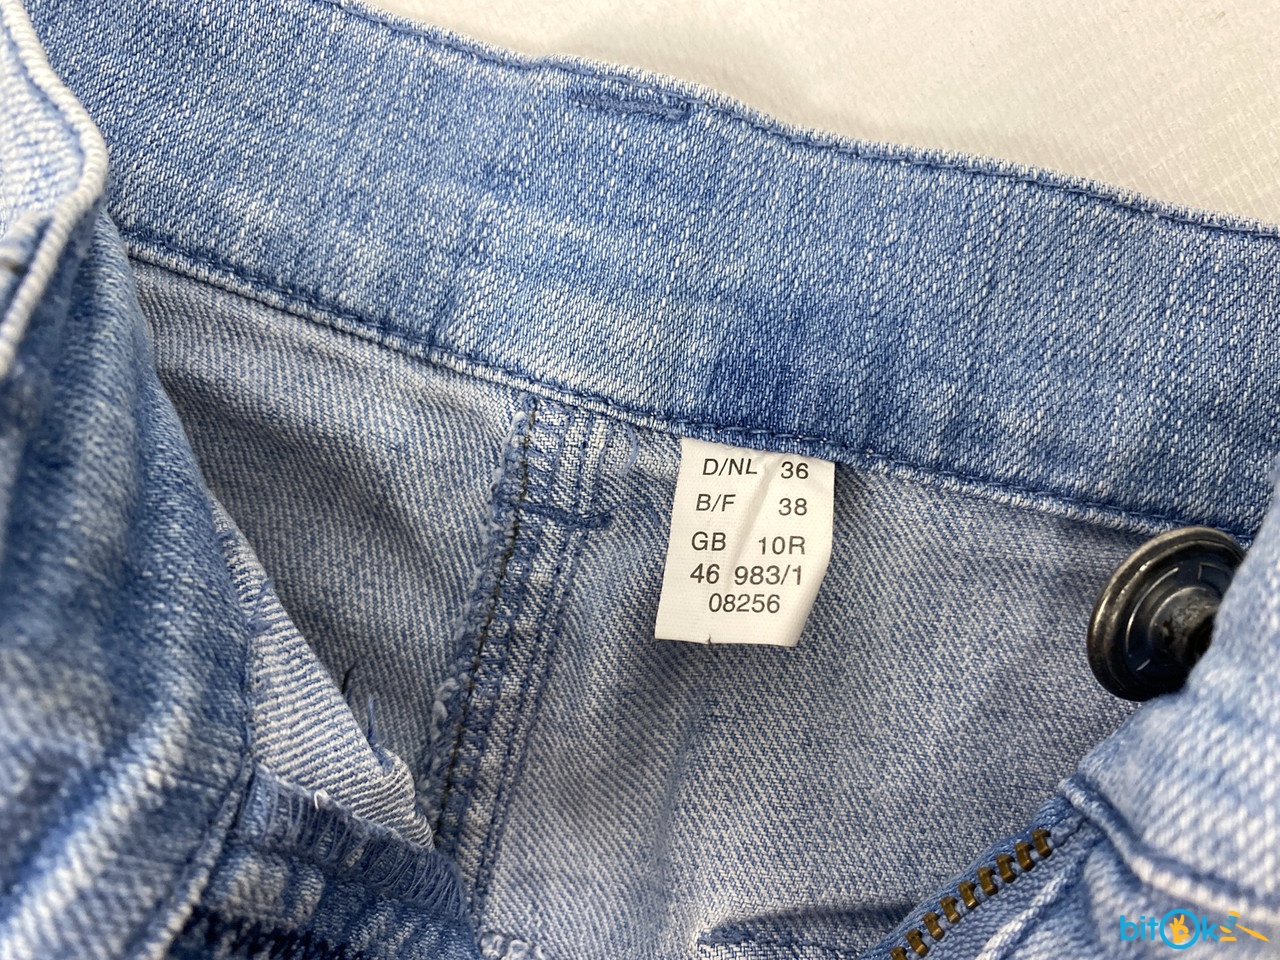 D/NL 36
B/F 38
GB 10R
46 983/1
08256
bitOk